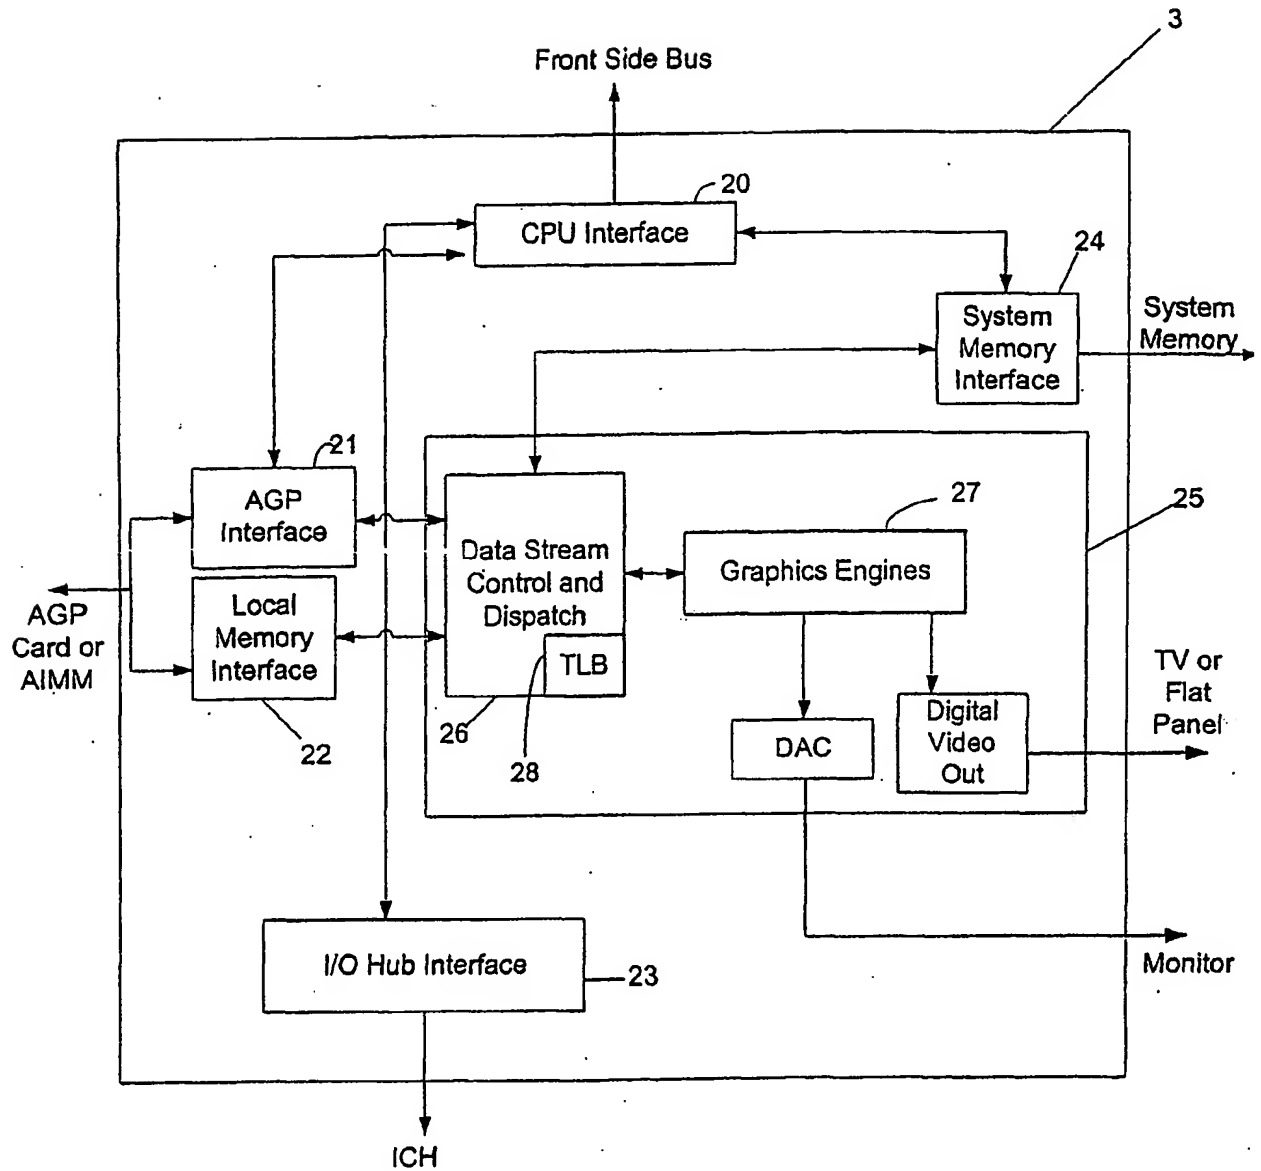 3
Front Side Bus
20
CPU Interface
24
System
Memory
Interface
System
Memory
21
AGP
Interface
27
25
Data Stream
Control and
Dispatch
Graphics Engines
AGP
Card or
AIMM
Local
Memory
Interface
TLB
22
26
28
DAC
Digital
Video
Out
TV or
Flat
Panel
I/O Hub Interface
23
Monitor
ICH